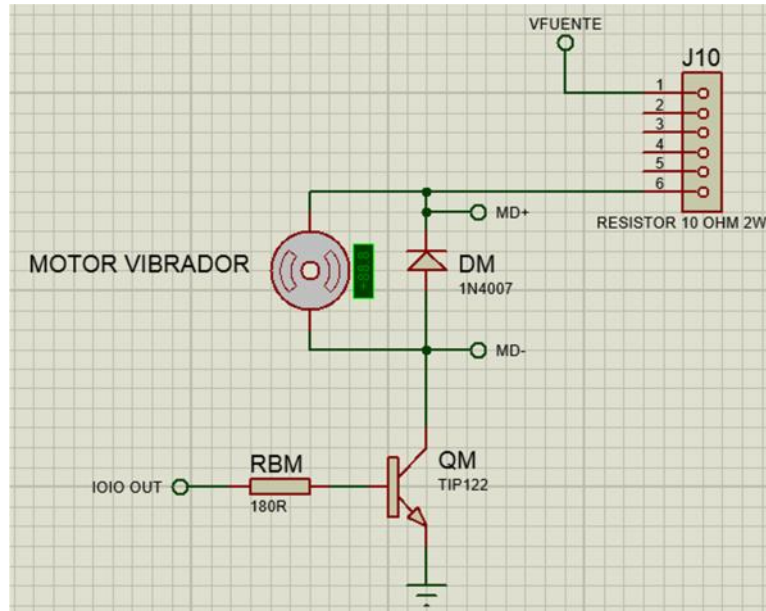 VFUENTE
J10
1
2
3
4
5
6
RESISTOR 10 OHM 2W
MD+
MOTOR VIBRADOR
DM
1N4007
MD-
RBM
QM
TIP122
IOIO OUT
180R